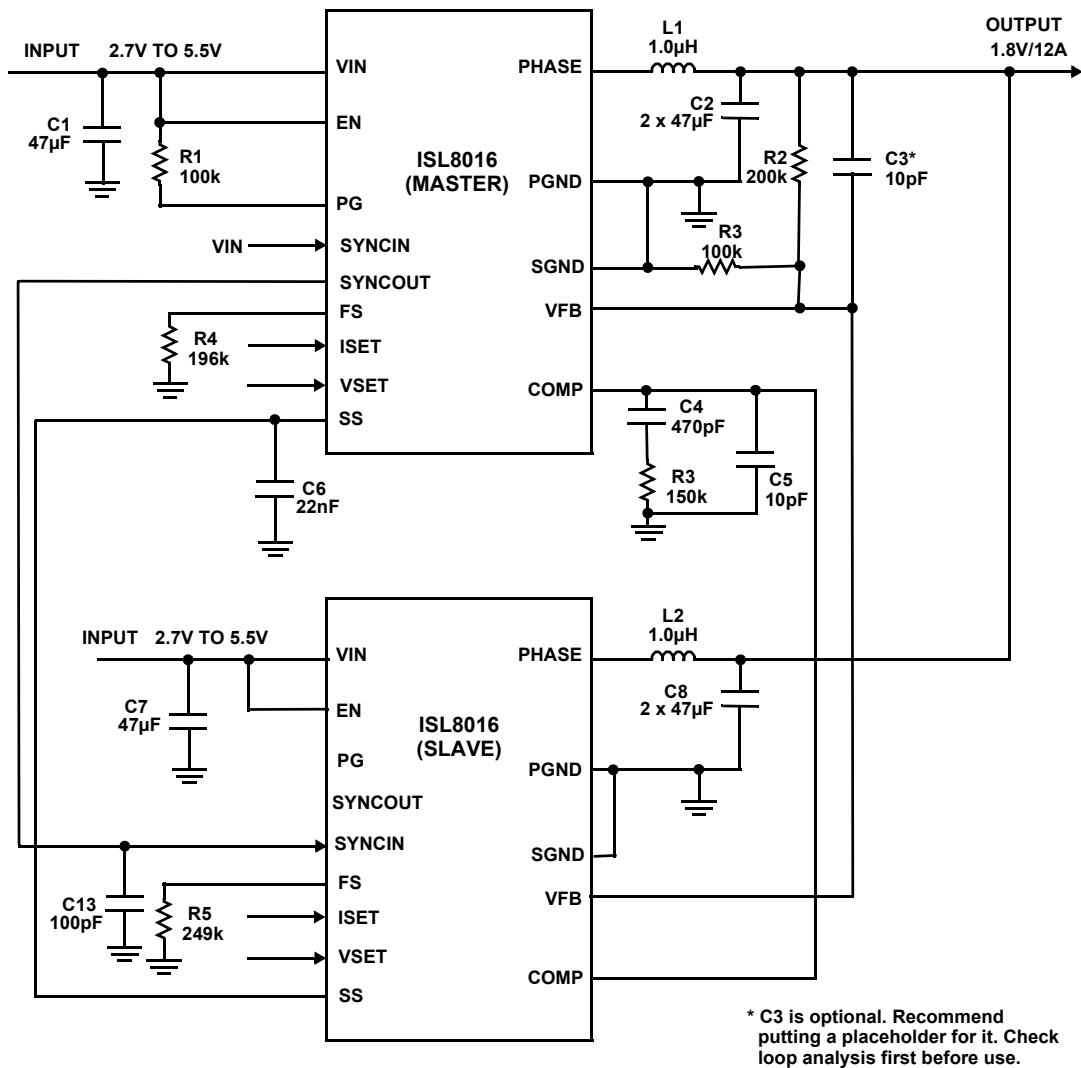 INPUT 2.7V TO 5.5V
C1
47µF
R1
100k
VIN
EN
PG
VIN
SYNCIN
SYNCOUT
FS
R4
196k
ISET
VSET
SS
C6
22nF
ISL8016
(MASTER)
PHASE
PGND
SGND
VFB
COMP
L1
1.0µH
C2
2 x 47µF
R2
200k
C3*
10pF
R3
100k
OUTPUT
1.8V/12A
C4
470pF
R3
150k
C5
10pF
INPUT 2.7V TO 5.5V
C7
47µF
VIN
EN
PG
SYNCOUT
SYNCIN
FS
C13
100pF
R5
249k
ISET
VSET
SS
ISL8016
(SLAVE)
PHASE
PGND
SGND
VFB
COMP
L2
1.0µH
C8
2 x 47µF
* C3 is optional. Recommend
putting a placeholder for it. Check
loop analysis first before use.